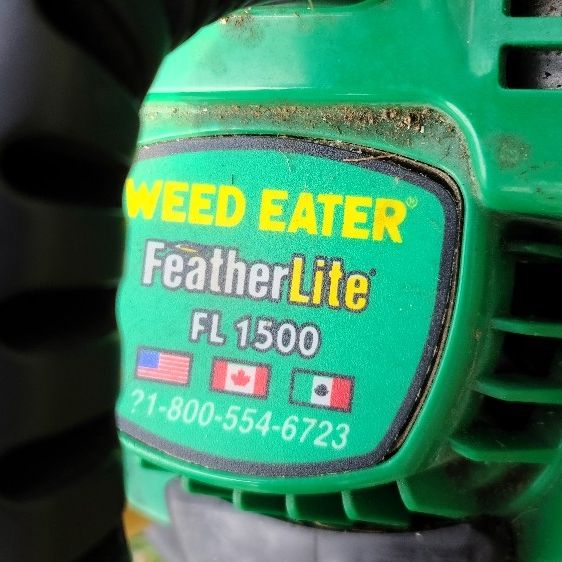 WEED EATER®
FeatherLite®
FL 1500
?1-800-554-6723